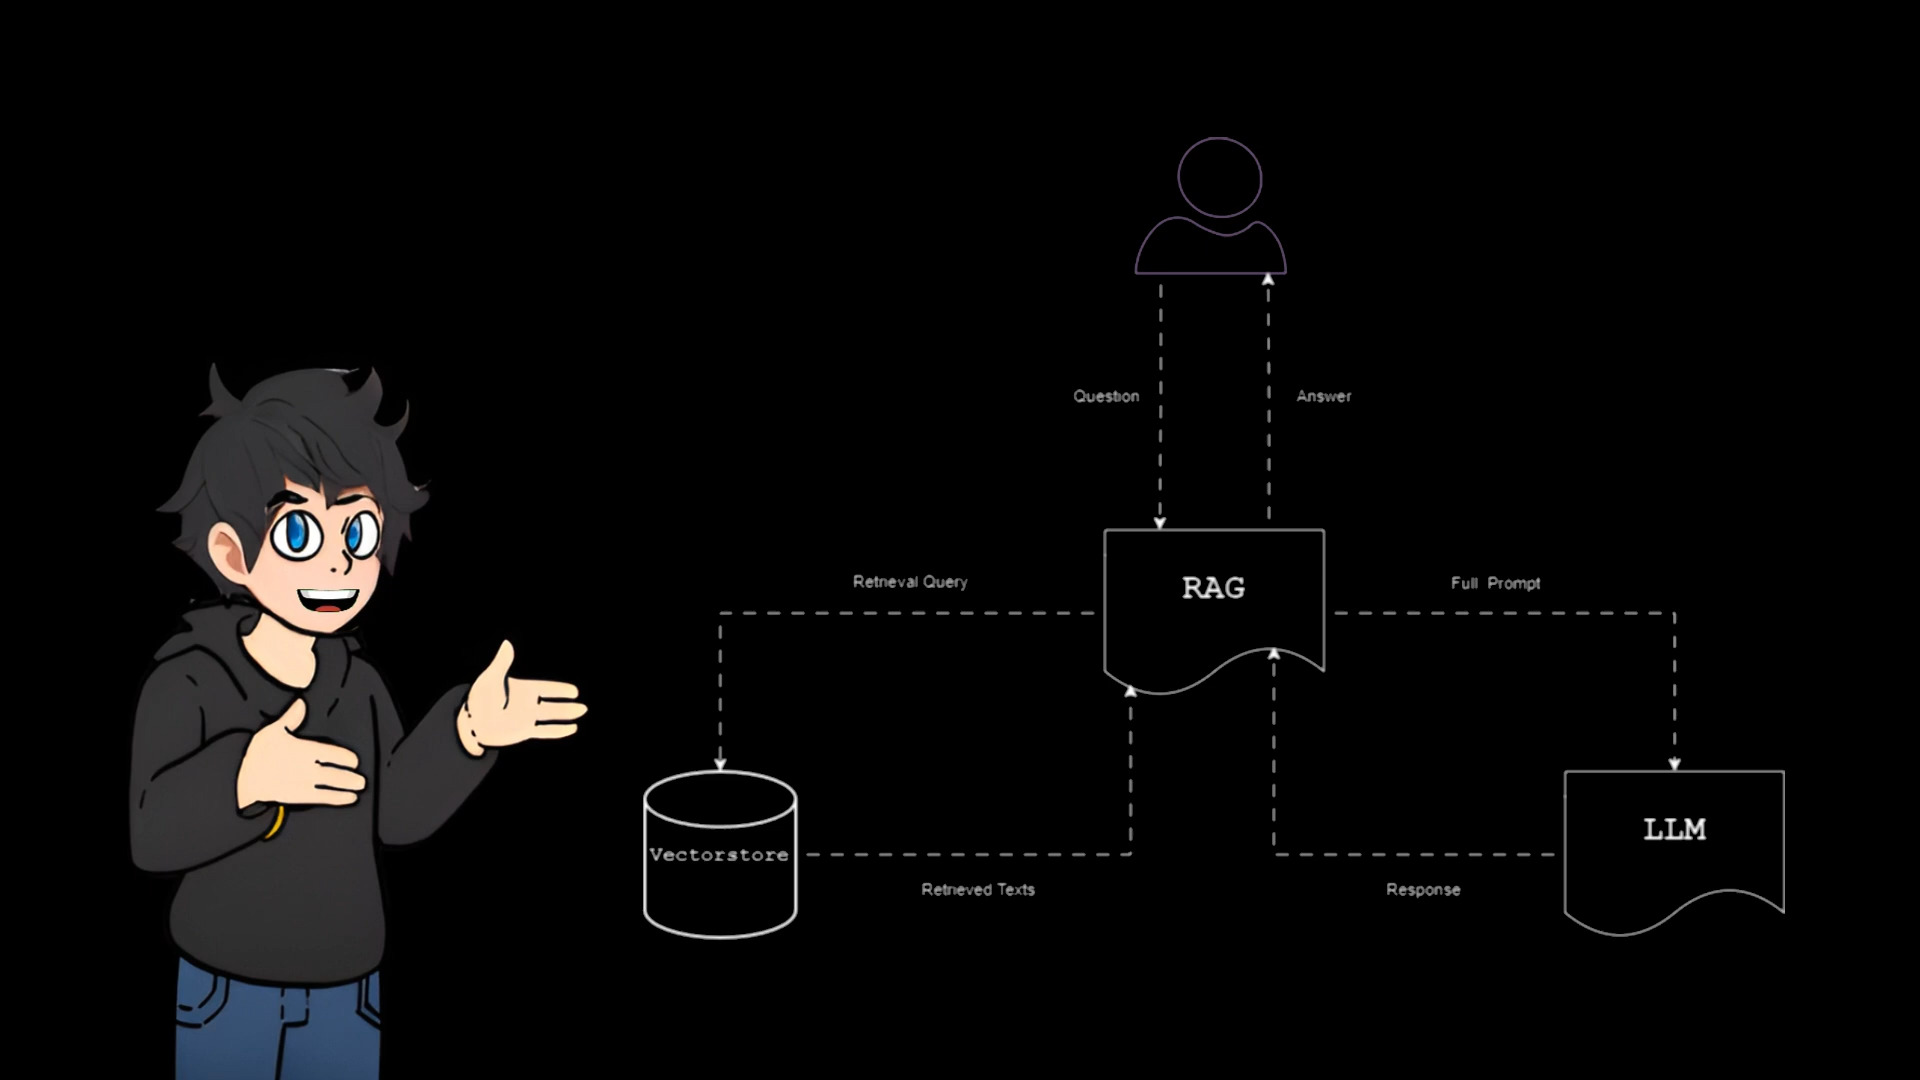 Question
Answer
RAG
Retrieval Query
Full Prompt
Vectorstore
LLM
Retrieved Texts
Response